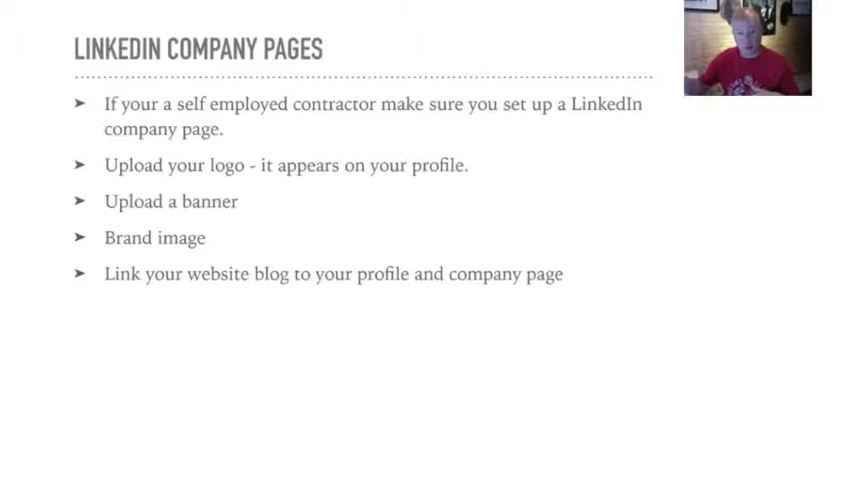 LINKEDIN COMPANY PAGES
➤ If your a self employed contractor make sure you set up a LinkedIn
company page.
➤ Upload your logo - it appears on your profile.
➤ Upload a banner
➤ Brand image
➤ Link your website blog to your profile and company page